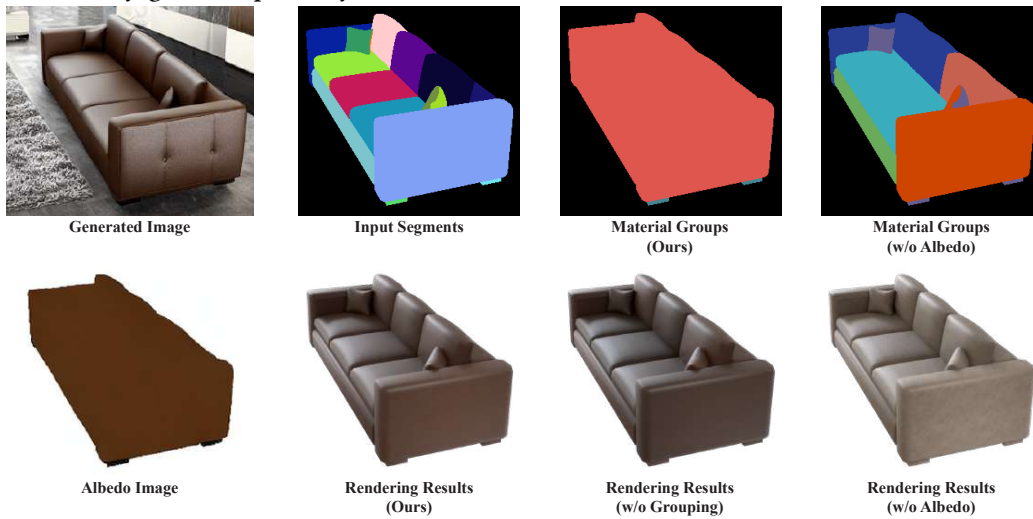 Generated Image
Input Segments
Material Groups
(Ours)
Material Groups
(w/o Albedo)
Albedo Image
Rendering Results
(Ours)
Rendering Results
(w/o Grouping)
Rendering Results
(w/o Albedo)